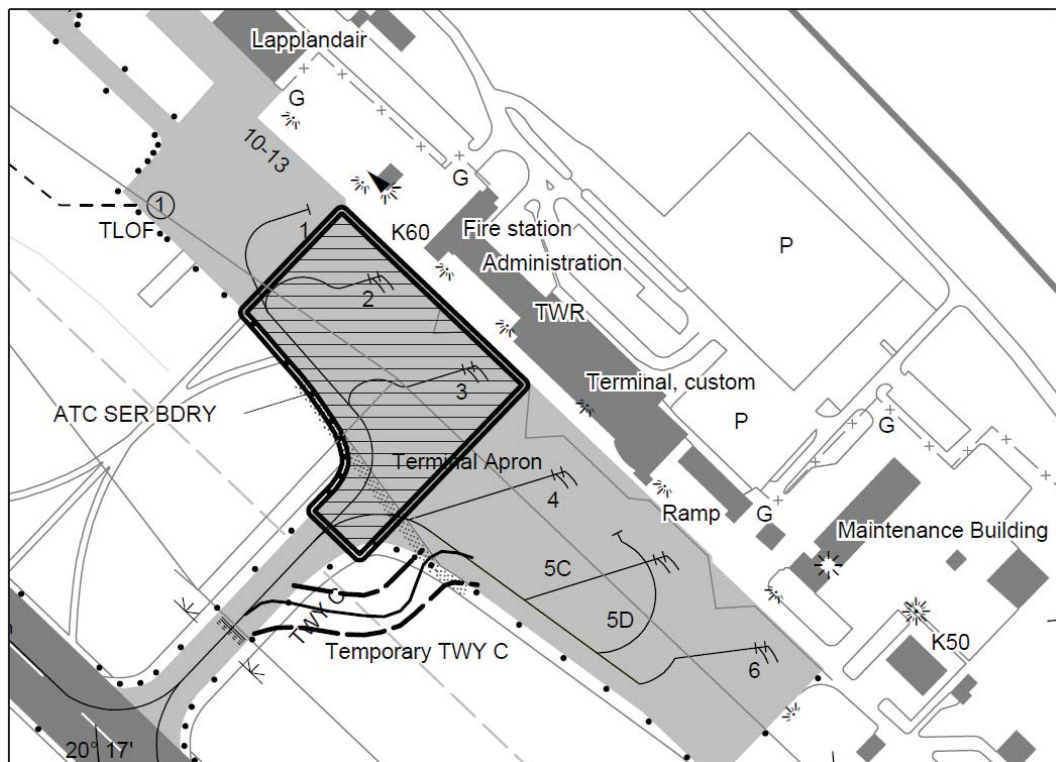 Lapplandair
G
10-13
G
1
TLOF
1
K60
Fire station
Administration
P
2
TWR
3
Terminal, custom
ATC SER BDRY
P
G
Terminal Apron
4
Ramp
G
Maintenance Building
5C
TWY
5D
K50
Temporary TWY C
6
20° 17'